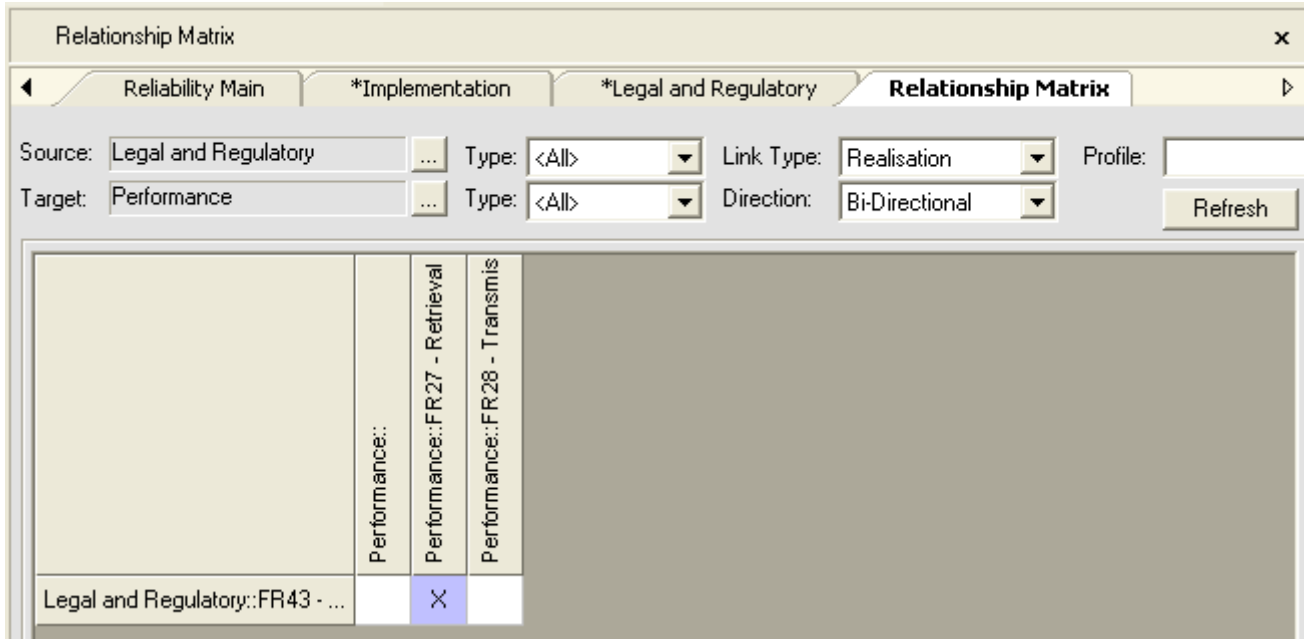 Relationship Matrix
Reliability Main *Implementation *Legal and Regulatory Relationship Matrix
Source: Legal and Regulatory ... Type: <All> Link Type: Realisation Profile:
Target: Performance ... Type: <All> Direction: Bi-Directional Refresh
Performance::
Performance::FR27 - Retrieval
Performance::FR28 - Transmis
Legal and Regulatory::FR43 - ... X